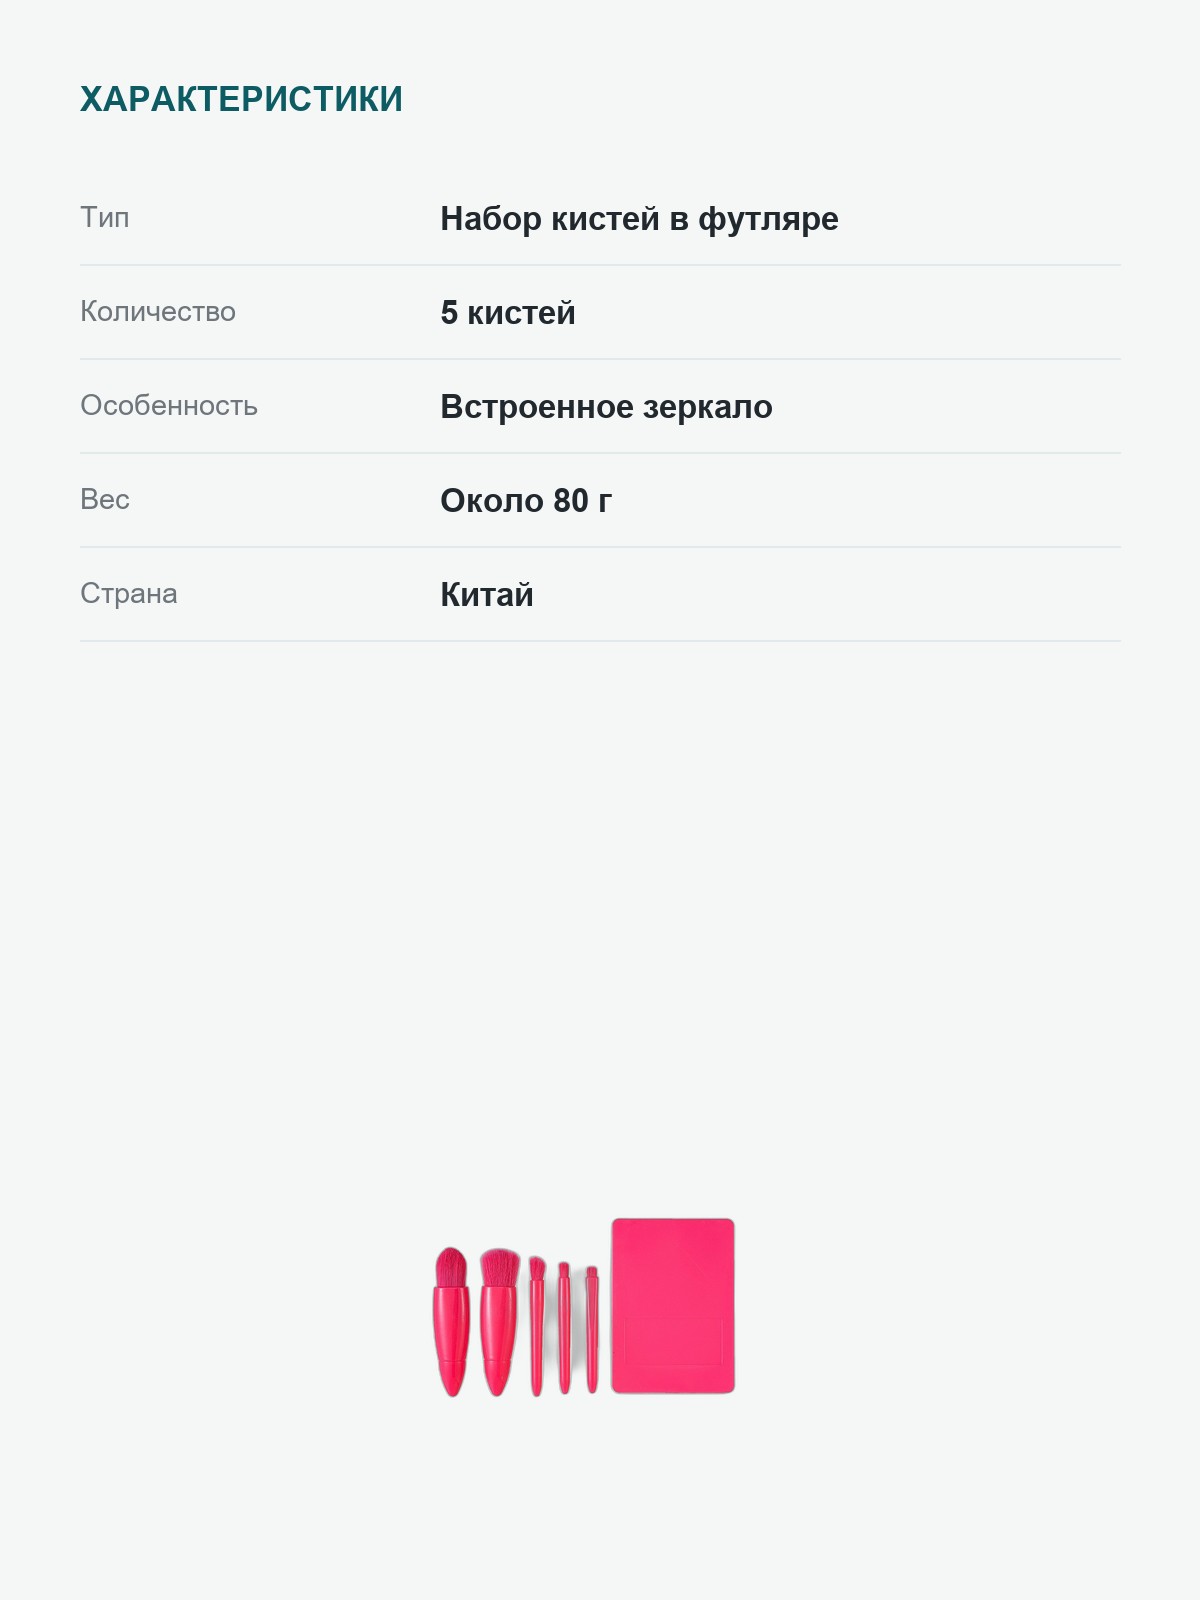 ХАРАКТЕРИСТИКИ
Тип Набор кистей в футляре
Количество 5 кистей
Особенность Встроенное зеркало
Вес Около 80 г
Страна Китай